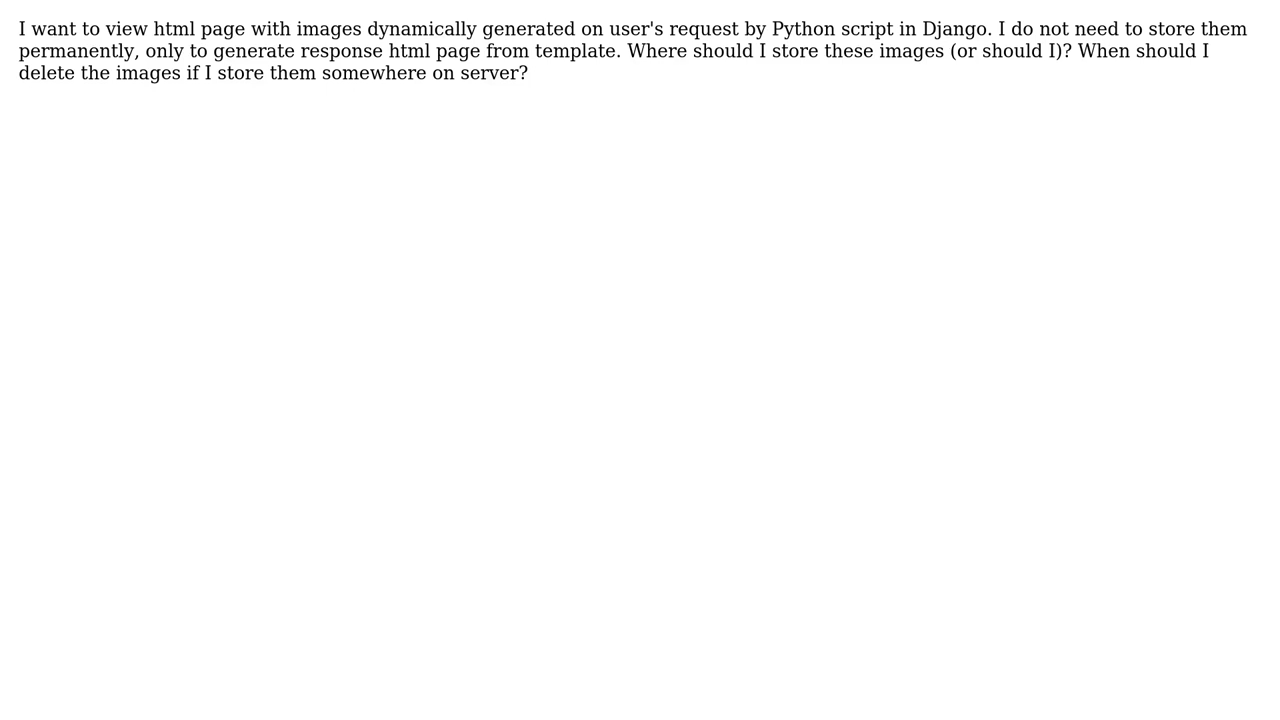 I want to view html page with images dynamically generated on user's request by Python script in Django. I do not need to store them
permanently, only to generate response html page from template. Where should I store these images (or should I)? When should I
delete the images if I store them somewhere on server?